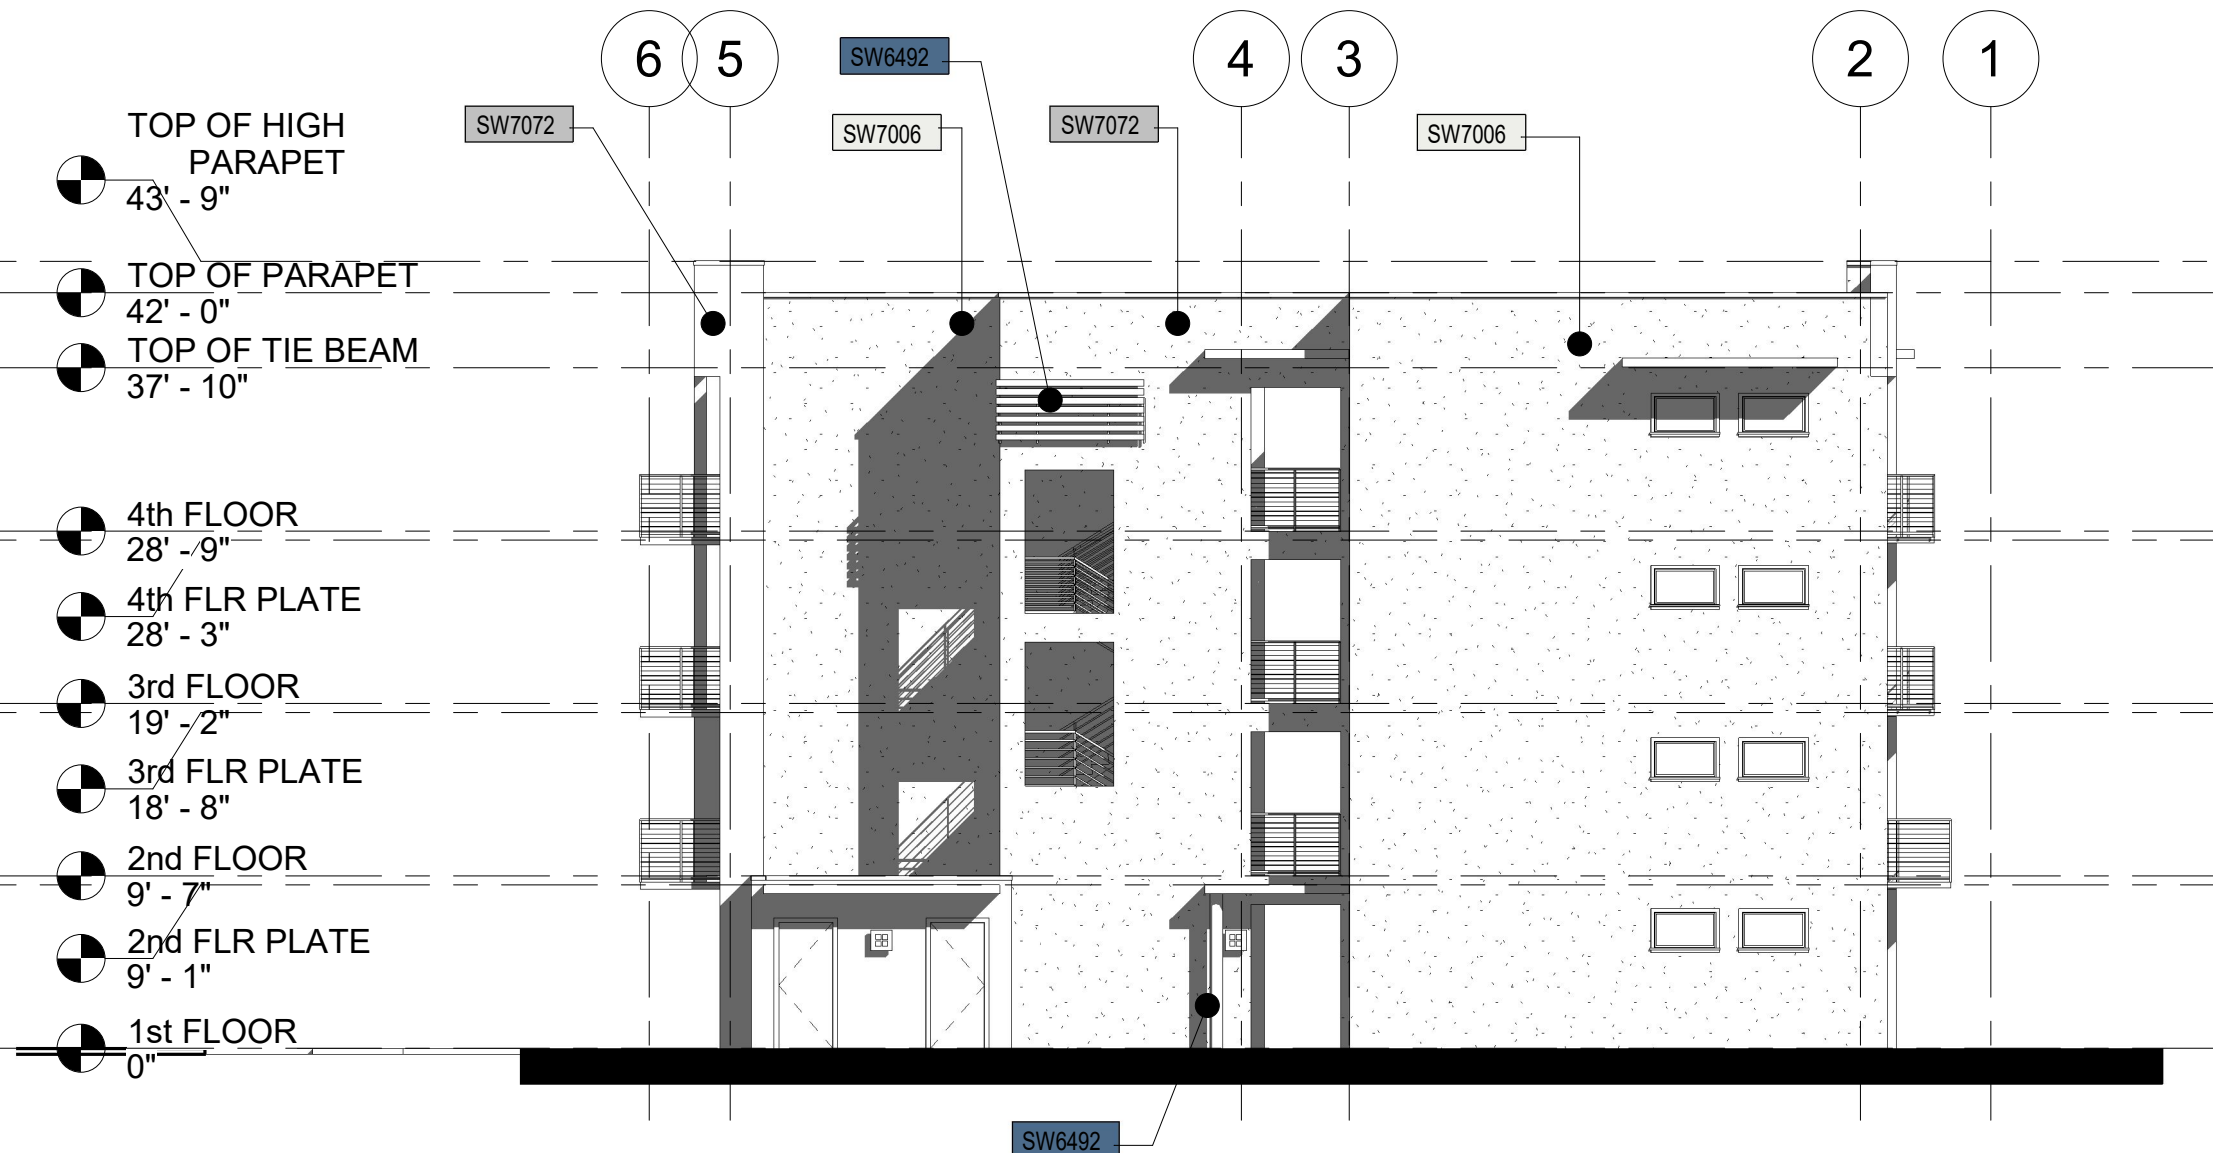 6
5
4
3
2
1
SW6492
SW7072
SW7006
SW7072
SW7006
TOP OF HIGH
PARAPET
43' - 9"
TOP OF PARAPET
42' - 0"
TOP OF TIE BEAM
37' - 10"
4th FLOOR
28' - 9"
4th FLR PLATE
28' - 3"
3rd FLOOR
19' - 2"
3rd FLR PLATE
18' - 8"
2nd FLOOR
9' - 7"
2nd FLR PLATE
9' - 1"
1st FLOOR
0"
SW6492